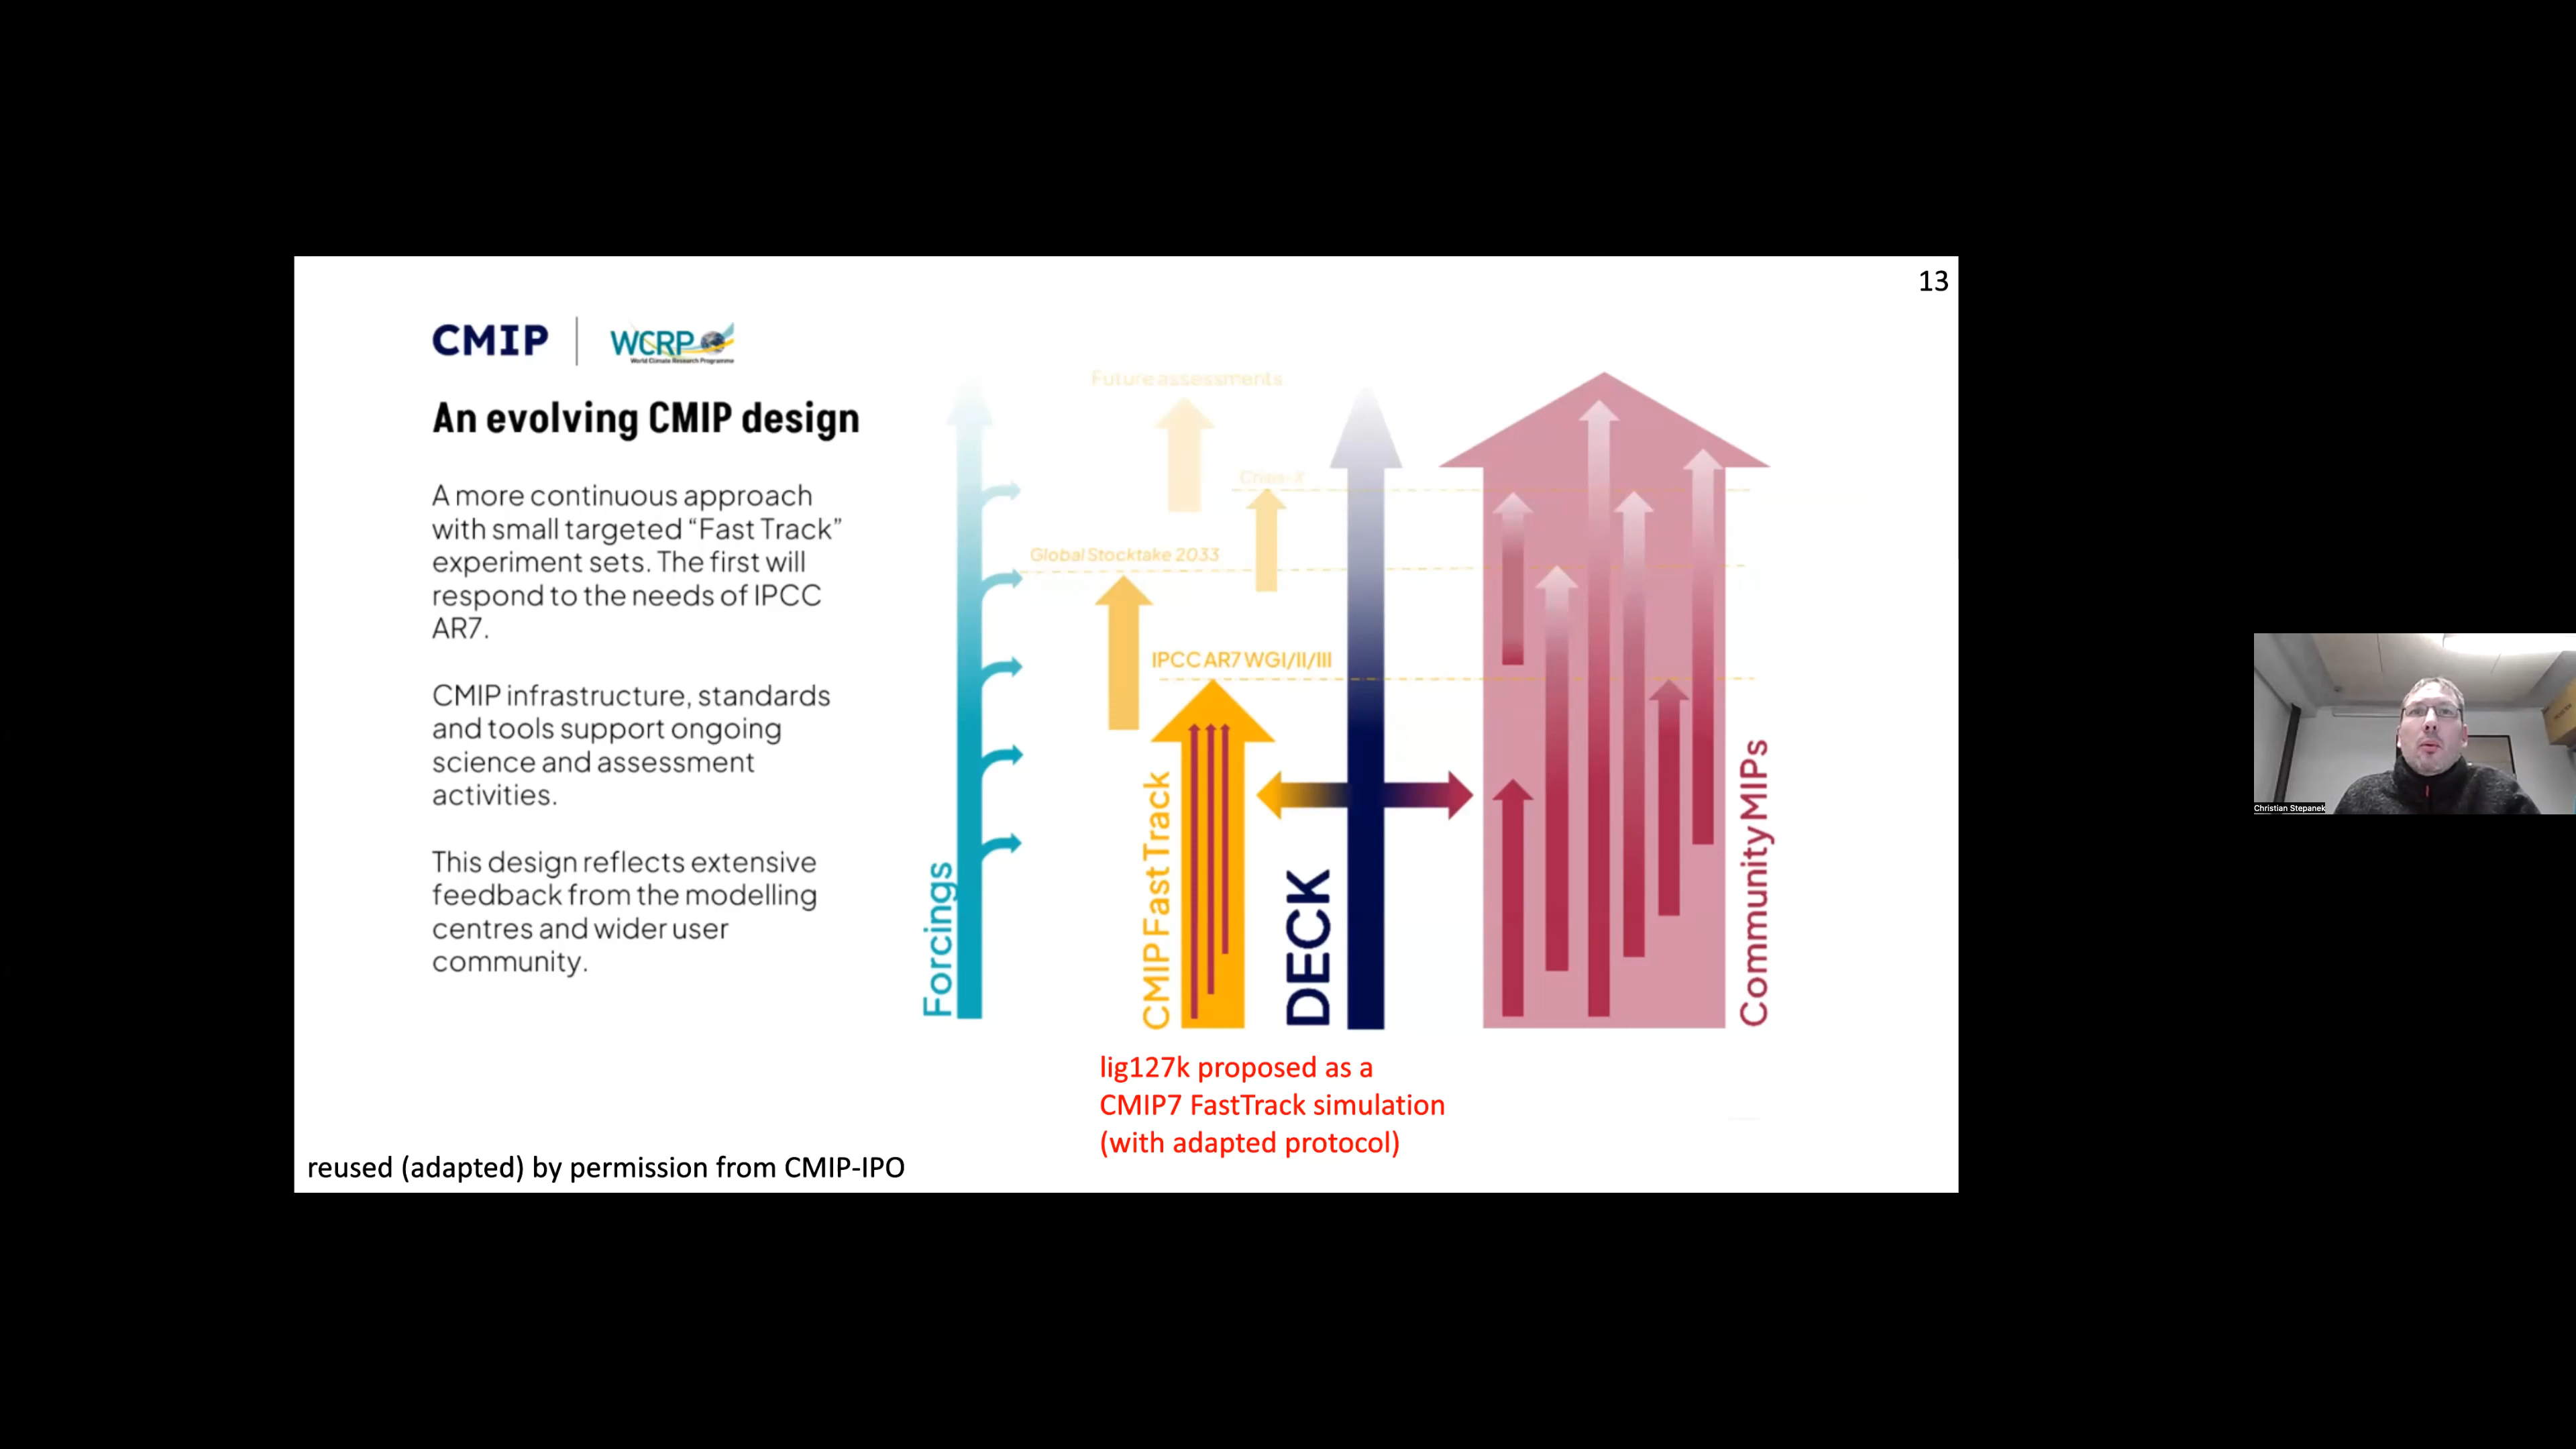 13
CMIP
WCRP
World Climate Research Programme
An evolving CMIP design
A more continuous approach
with small targeted “Fast Track”
experiment sets. The first will
respond to the needs of IPCC
AR7.
CMIP infrastructure, standards
and tools support ongoing
science and assessment
activities.
This design reflects extensive
feedback from the modelling
centres and wider user
community.
Forcings
Future assessments
Global Stocktake 2033
IPCC AR7 WGI/II/III
CMIP Fast Track
DECK
Community MIPs
lig127k proposed as a
CMIP7 FastTrack simulation
(with adapted protocol)
reused (adapted) by permission from CMIP-IPO
Christian Stepanek